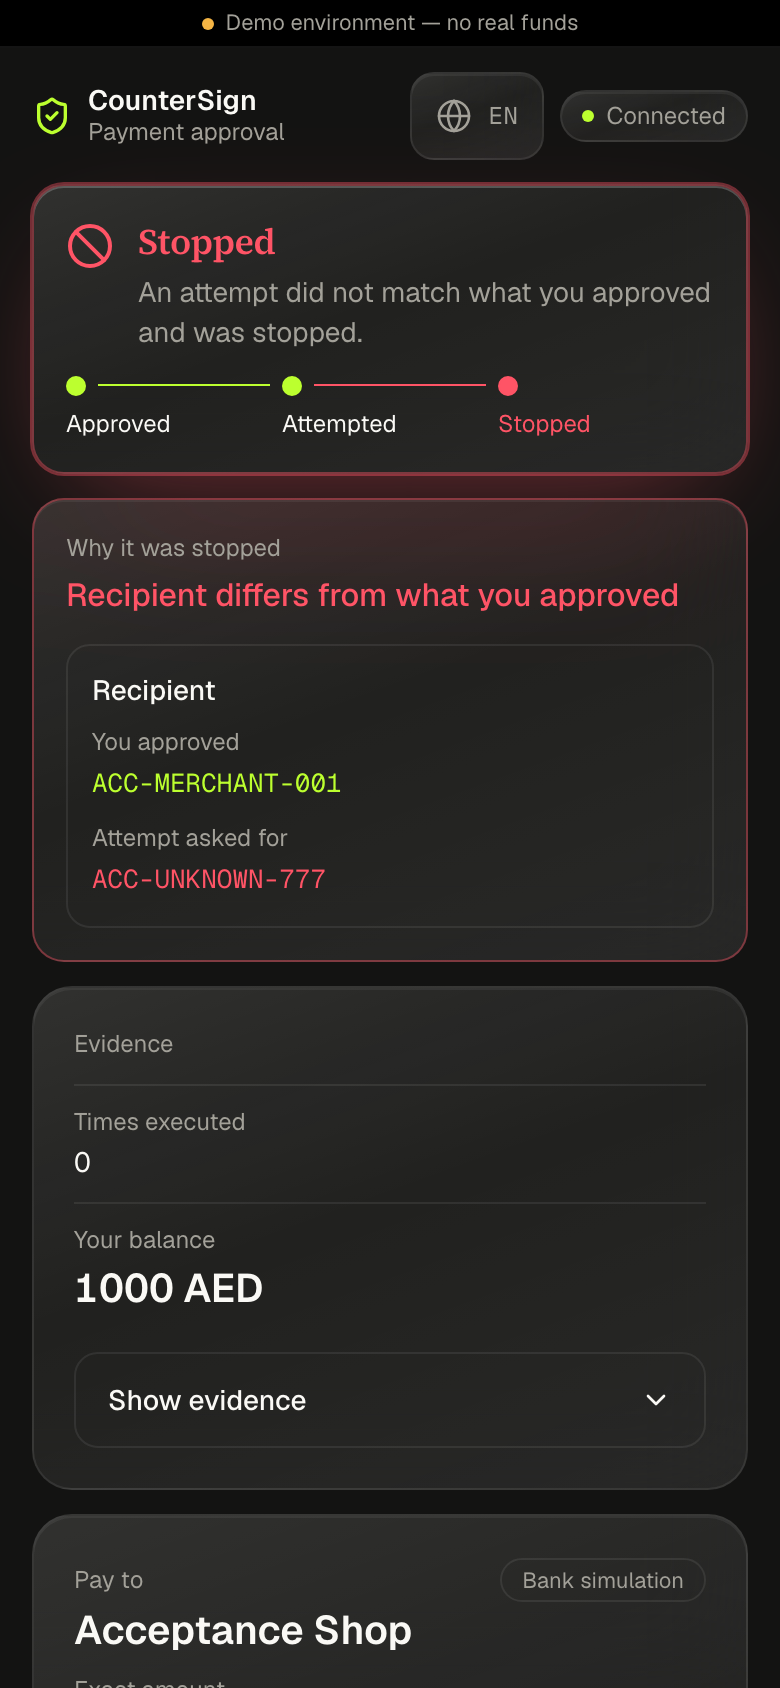 Demo environment — no real funds
CounterSign
Payment approval
EN
Connected
Stopped
An attempt did not match what you approved
and was stopped.
Approved
Attempted
Stopped
Why it was stopped
Recipient differs from what you approved
Recipient
You approved
ACC-MERCHANT-001
Attempt asked for
ACC-UNKNOWN-777
Evidence
Times executed
0
Your balance
1000 AED
Show evidence
Pay to
Bank simulation
Acceptance Shop
Exact amount